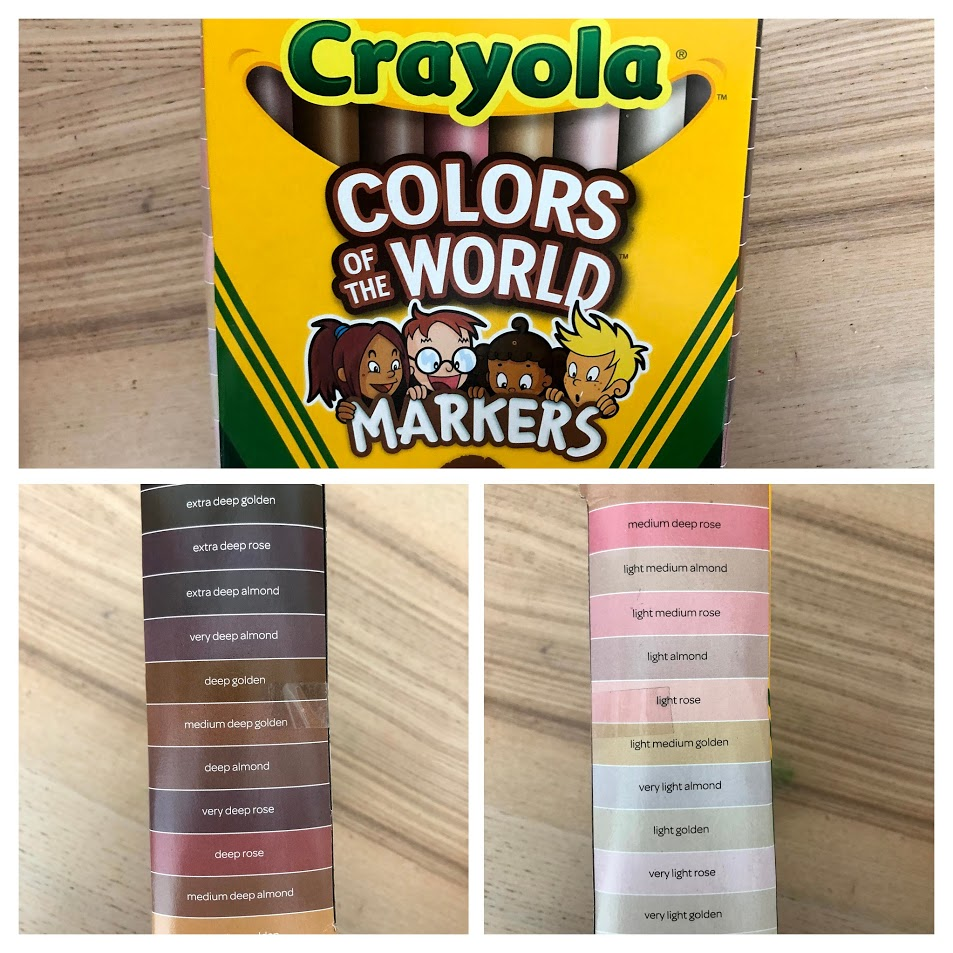 Crayola®
™
COLORS
OF THE WORLD™
MARKERS
extra deep golden
extra deep rose
extra deep almond
very deep almond
deep golden
medium deep golden
deep almond
very deep rose
deep rose
medium deep almond
medium deep rose
light medium almond
light medium rose
light almond
light rose
light medium golden
very light almond
light golden
very light rose
very light golden